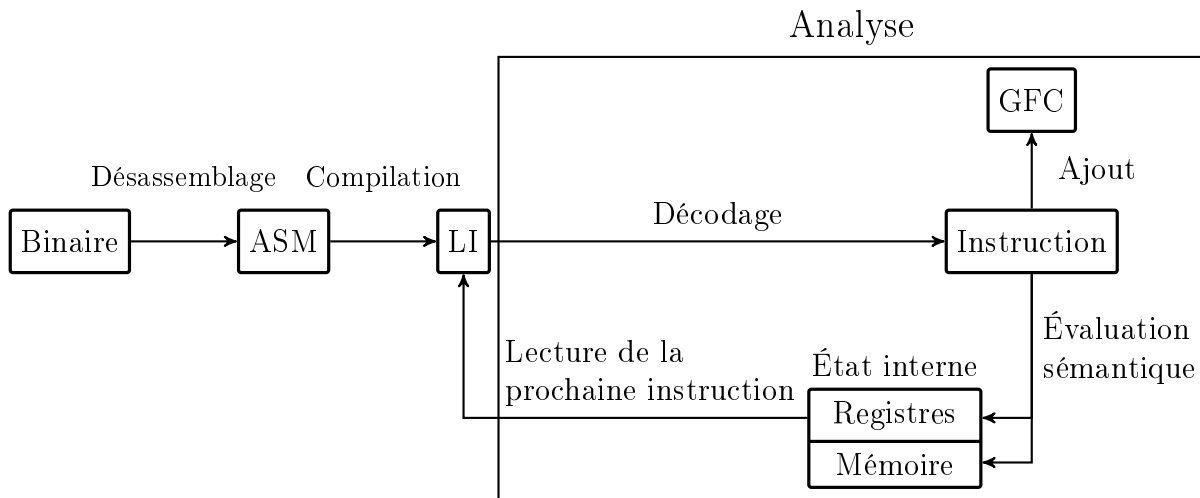 Analyse
GFC
Ajout
Désassemblage
Compilation
Binaire
ASM
LI
Décodage
Instruction
Évaluation
sémantique
Lecture de la
prochaine instruction
État interne
Registres
Mémoire